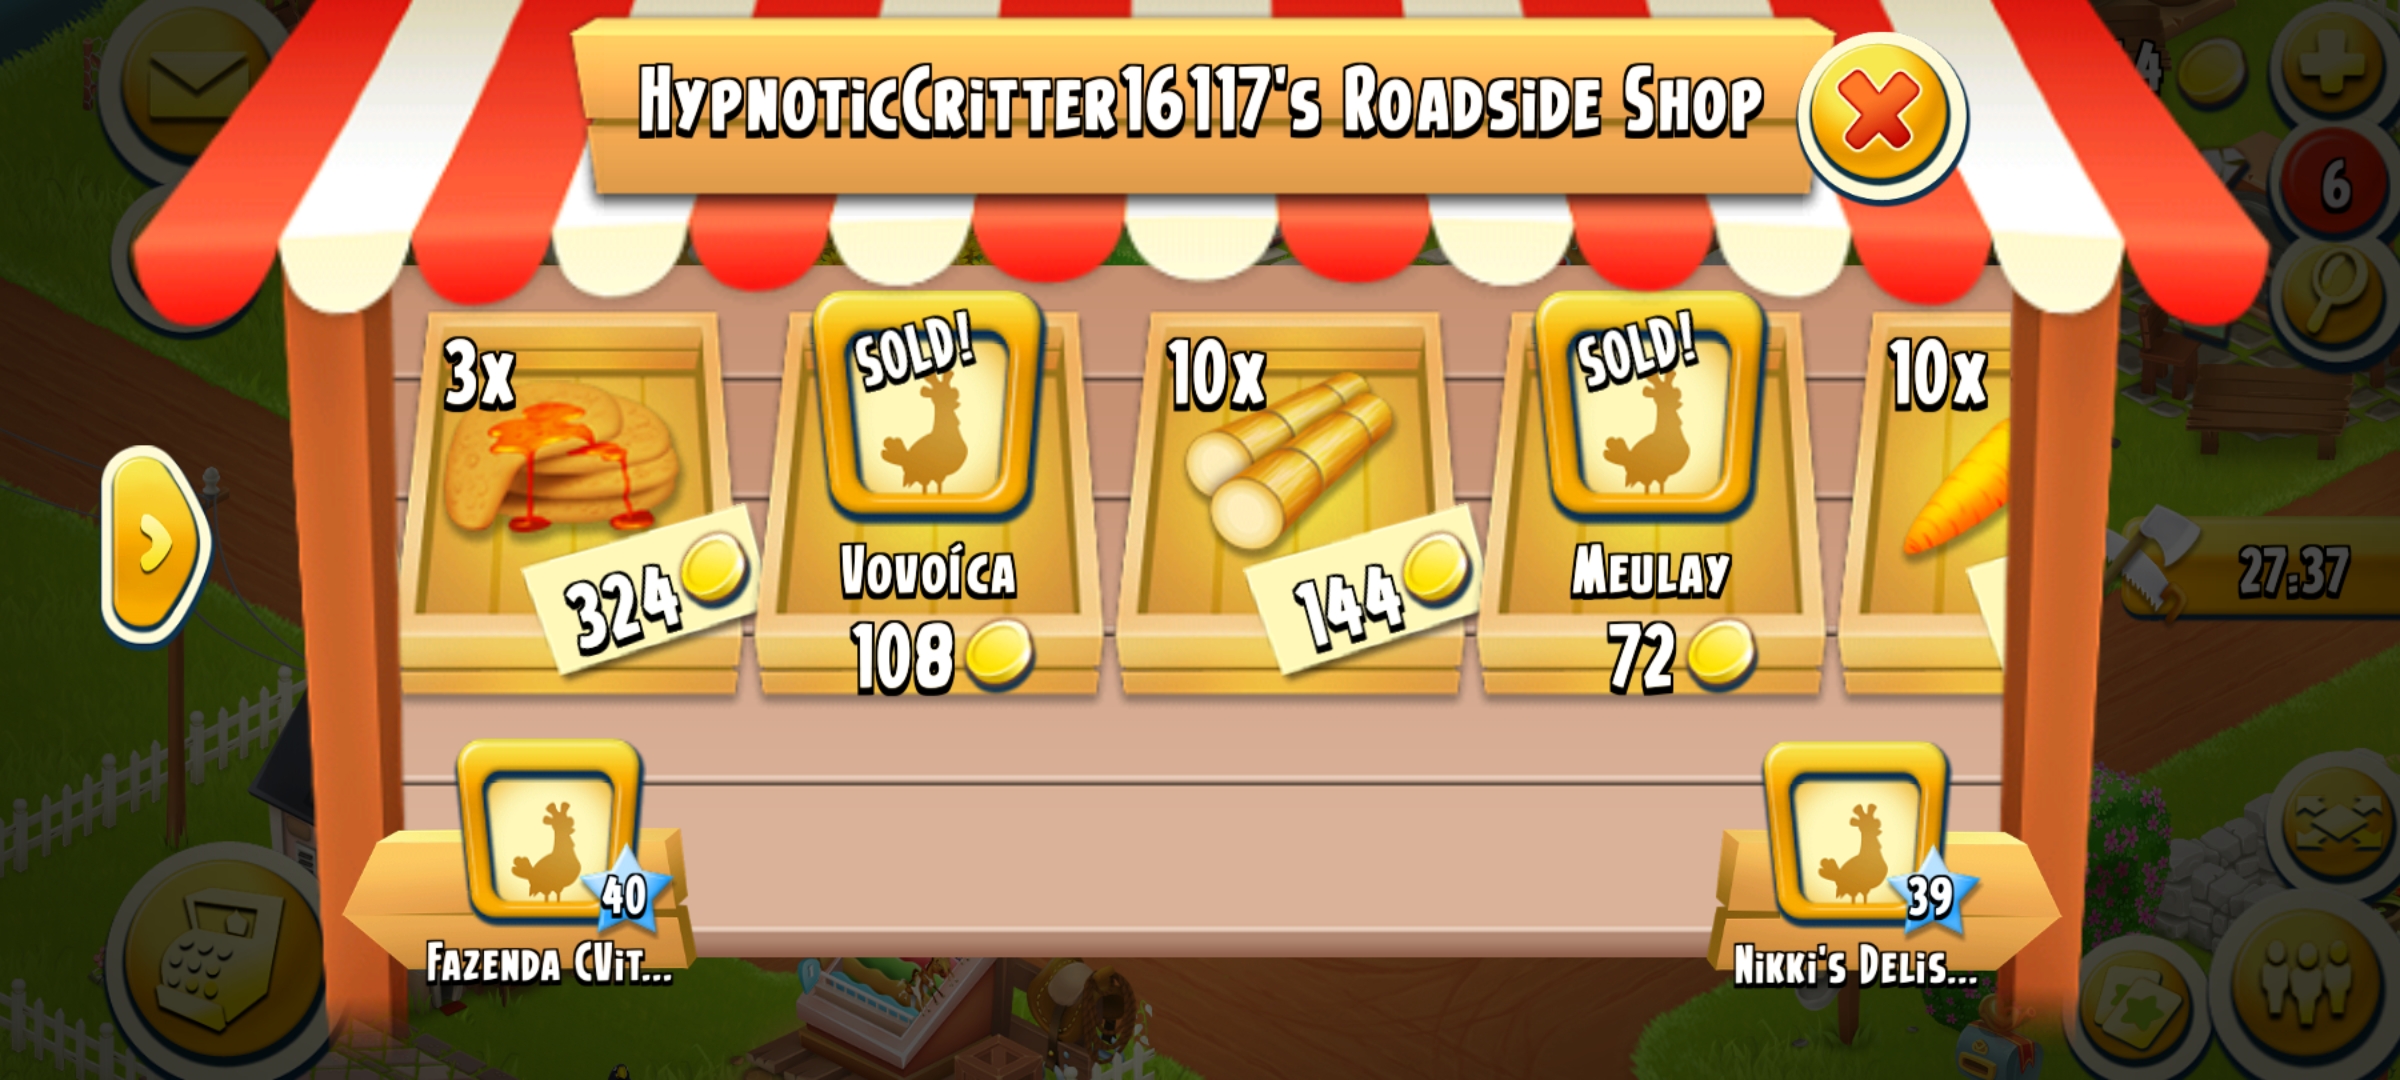 HypnoticCritter16117's Roadside Shop
4
6
3x
324
SOLD!
Vovoíca
108
10x
144
SOLD!
Meulay
72
10x
27:37
40
Fazenda CVit...
39
Nikki's Delis...